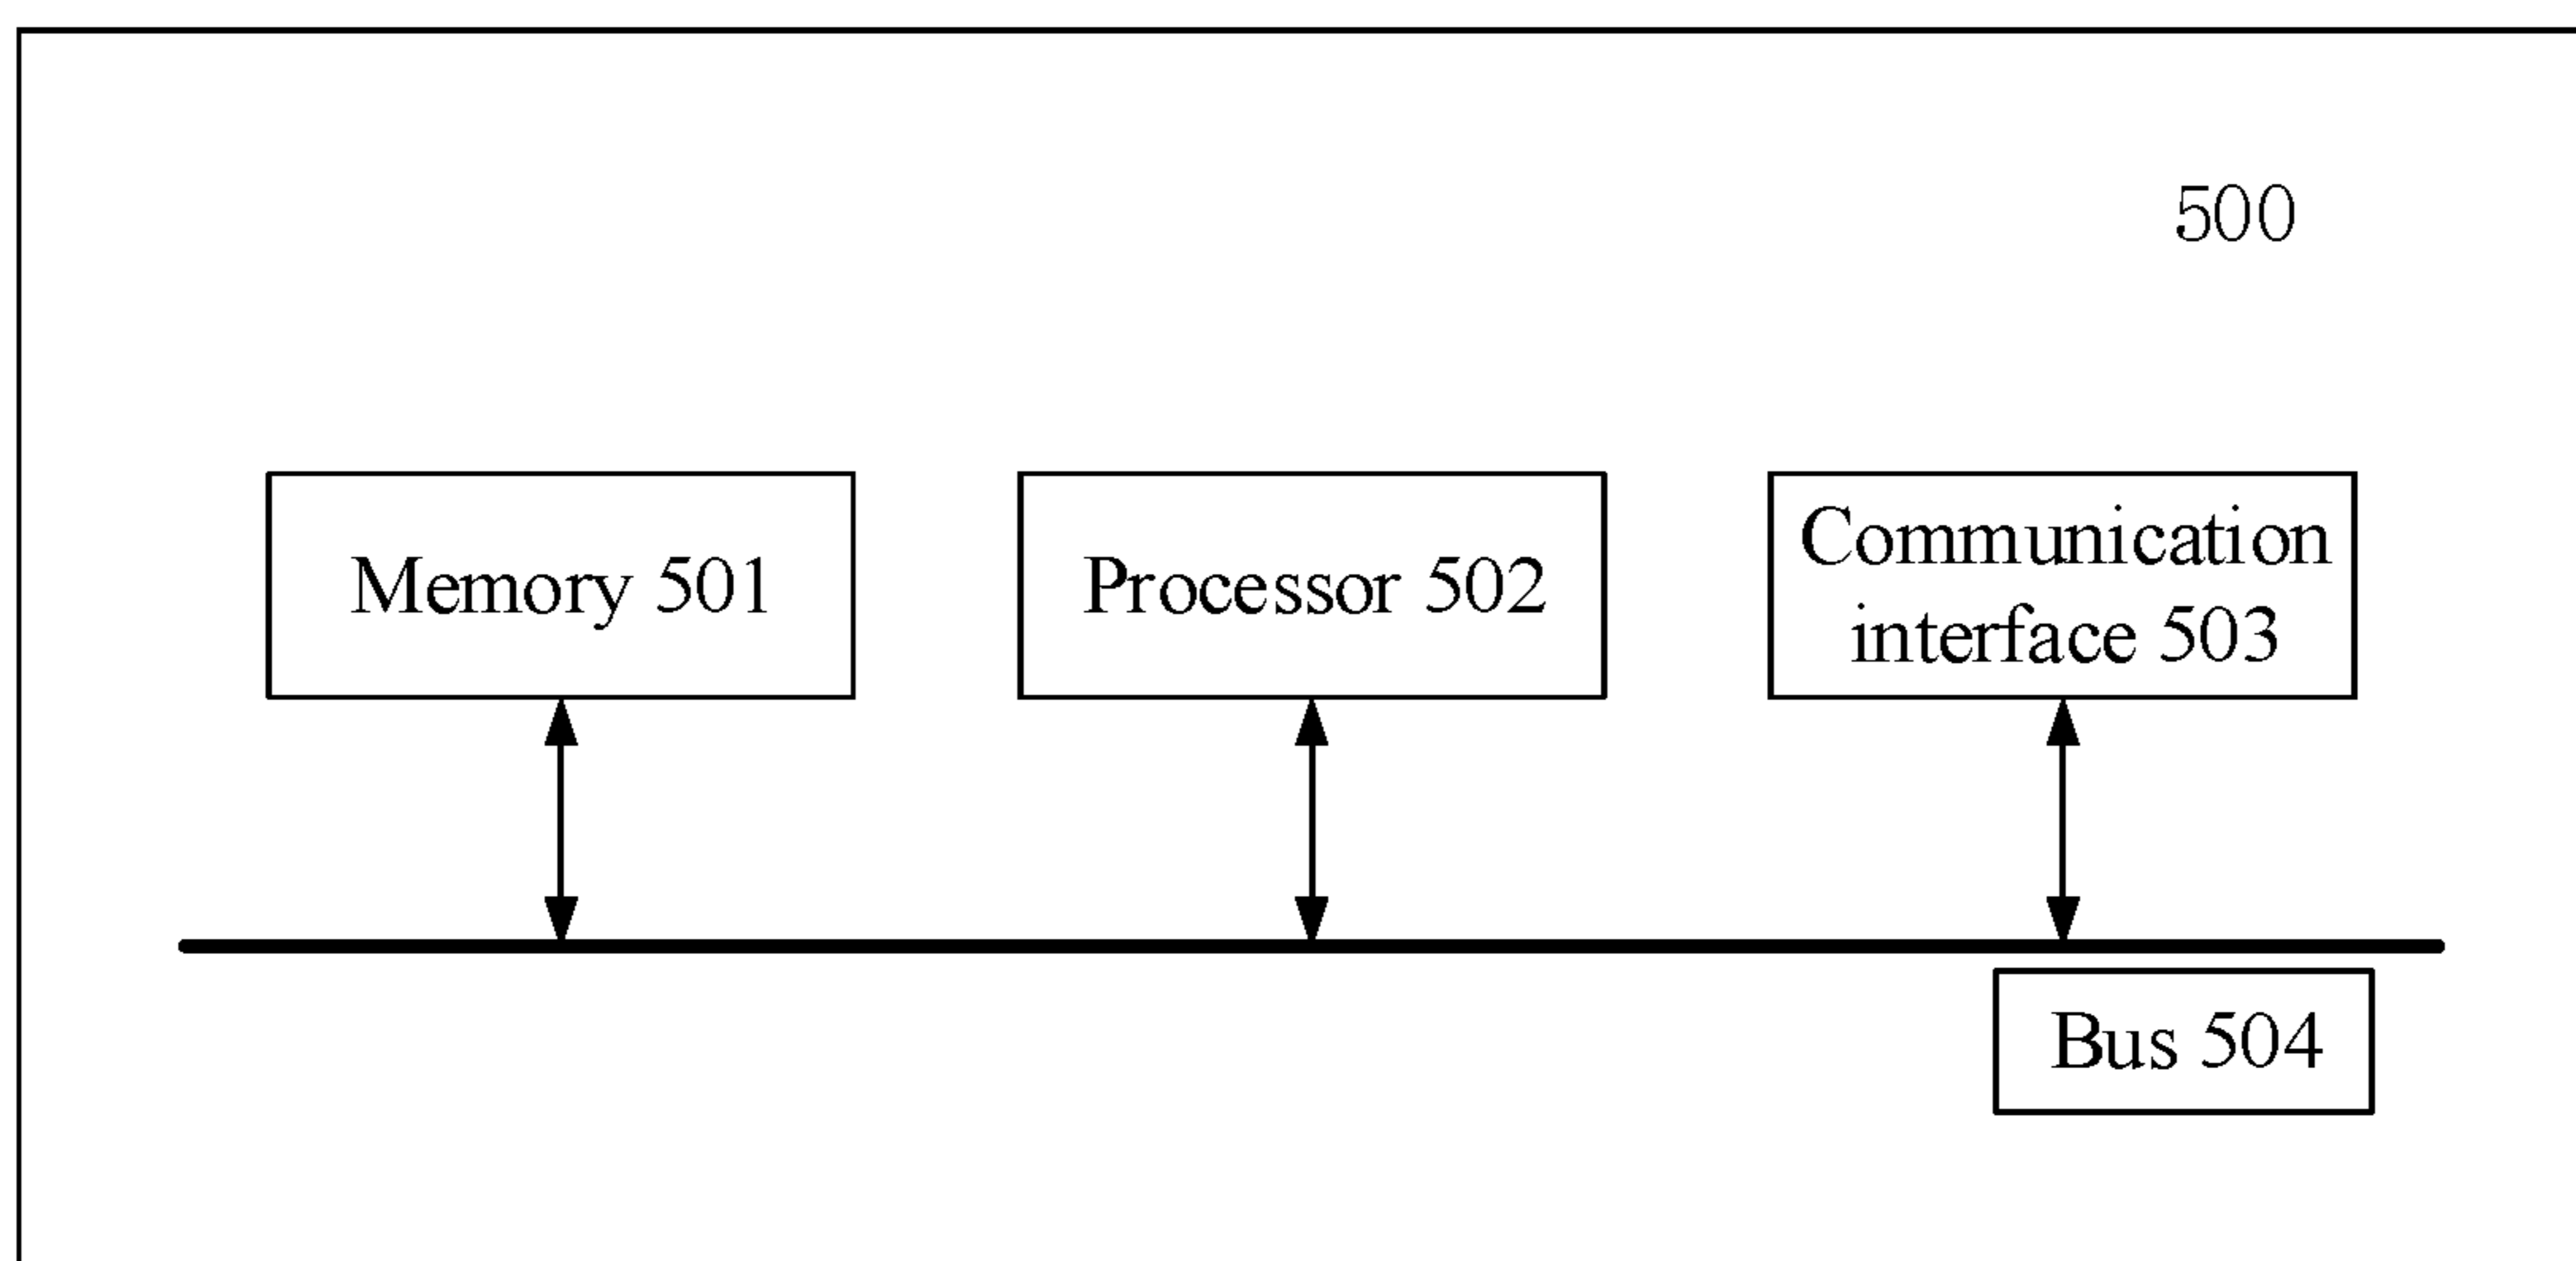 500
Memory 501
Processor 502
Communication
interface 503
Bus 504